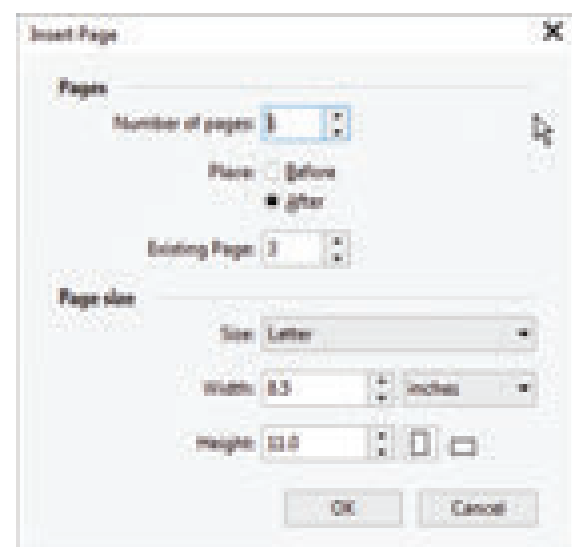 Insert Page
Pages
Number of pages:
Place: Before
After
Existing Page:
Page size
Size: Letter
Width: 8.5 inches
Height: 11.0
OK Cancel